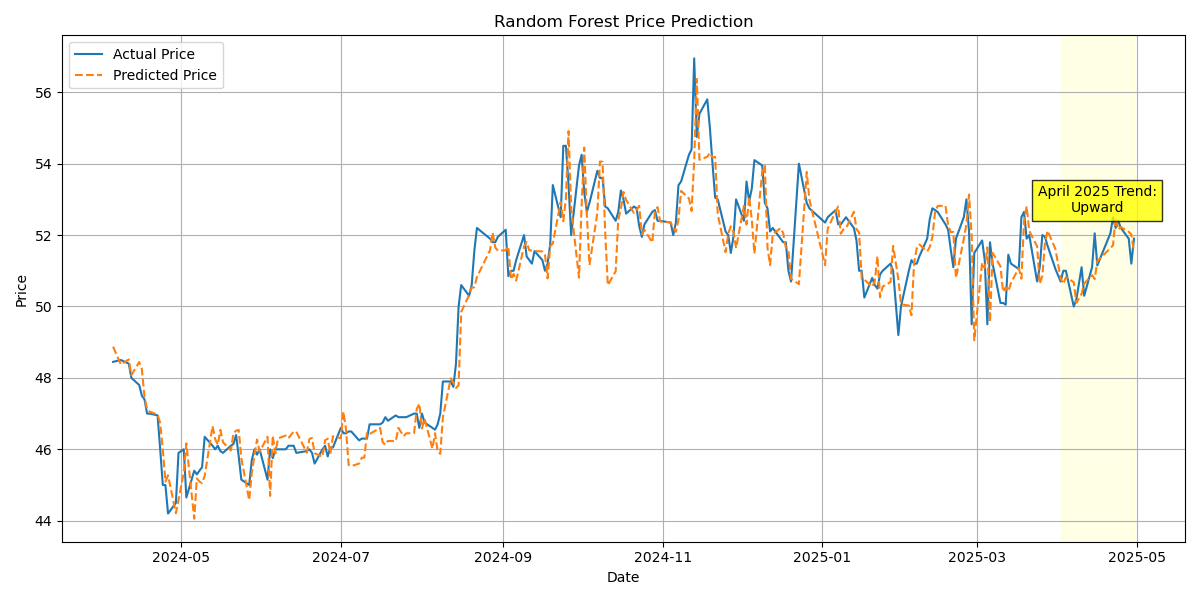 Random Forest Price Prediction
Actual Price
Predicted Price
April 2025 Trend:
Upward
Price
56
54
52
50
48
46
44
2024-05
2024-07
2024-09
2024-11
2025-01
2025-03
2025-05
Date